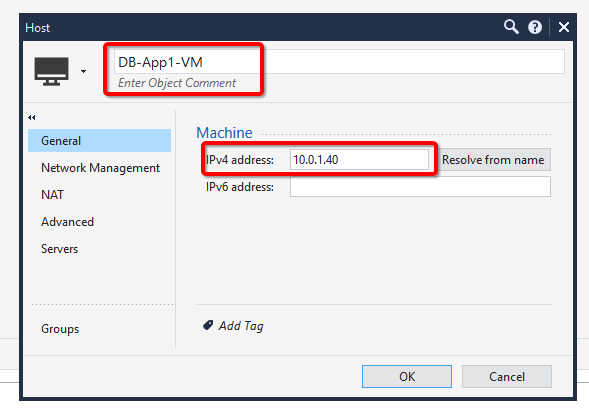 Host
DB-App1-VM
Enter Object Comment
General
Network Management
NAT
Advanced
Servers
Groups
Machine
IPv4 address: 10.0.1.40 Resolve from name
IPv6 address:
Add Tag
OK Cancel